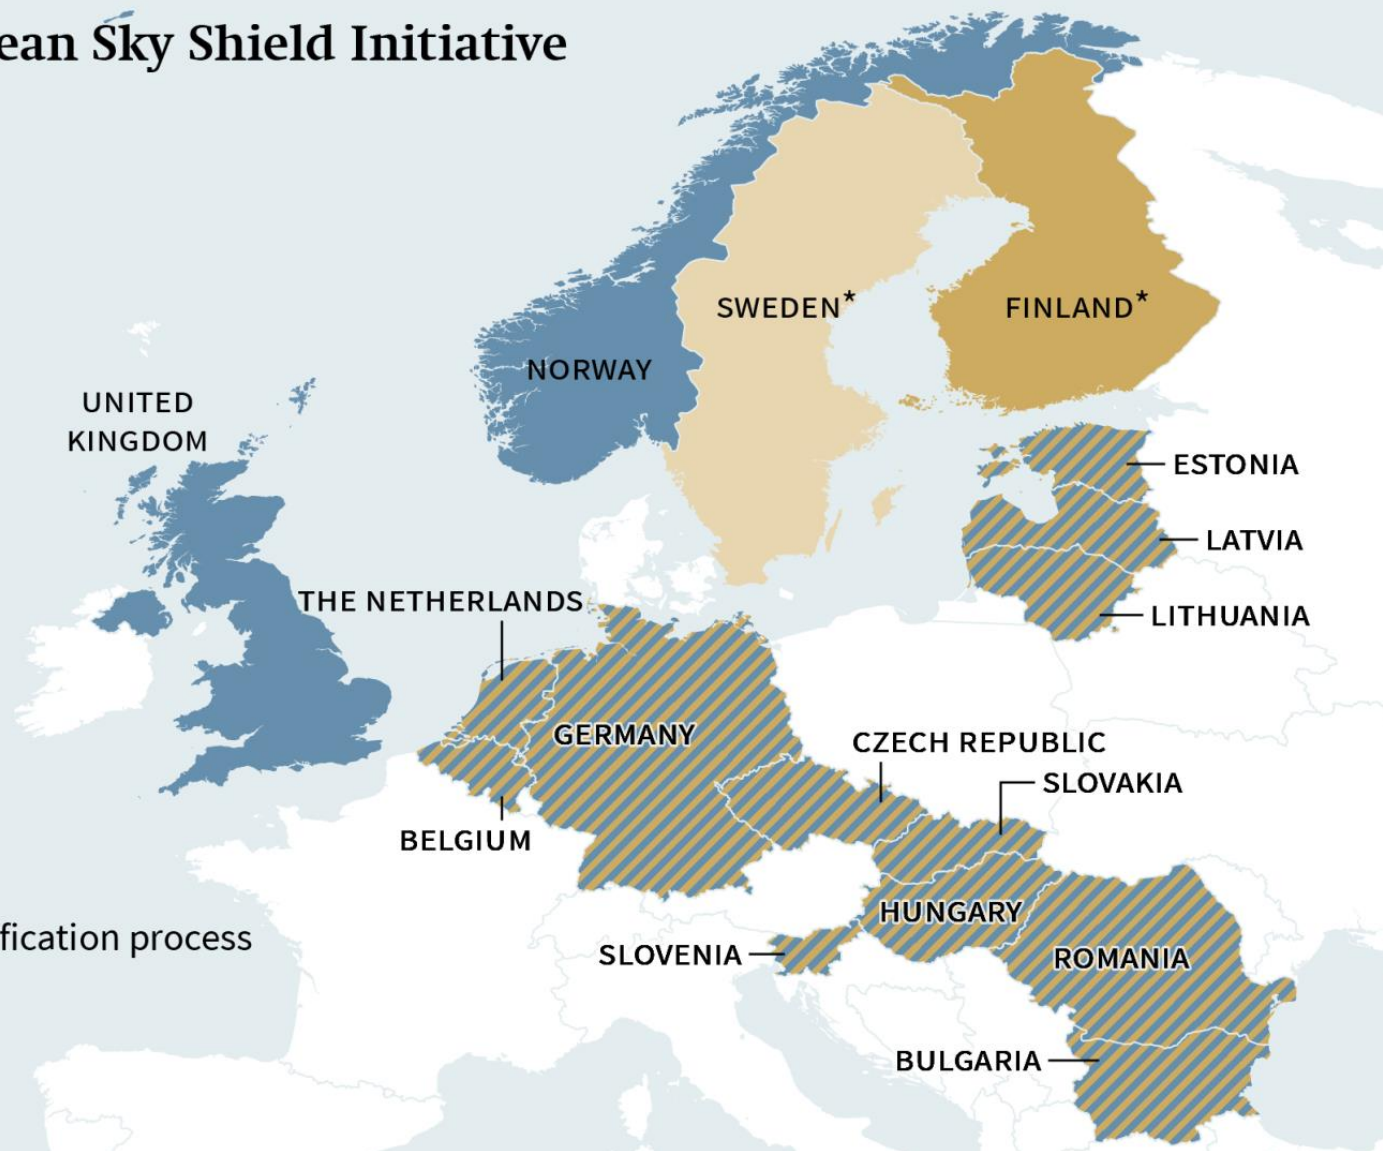 ean Sky Shield Initiative
SWEDEN*
FINLAND*
NORWAY
UNITED
KINGDOM
ESTONIA
LATVIA
THE NETHERLANDS
LITHUANIA
GERMANY
CZECH REPUBLIC
SLOVAKIA
BELGIUM
HUNGARY
fication process
SLOVENIA
ROMANIA
BULGARIA